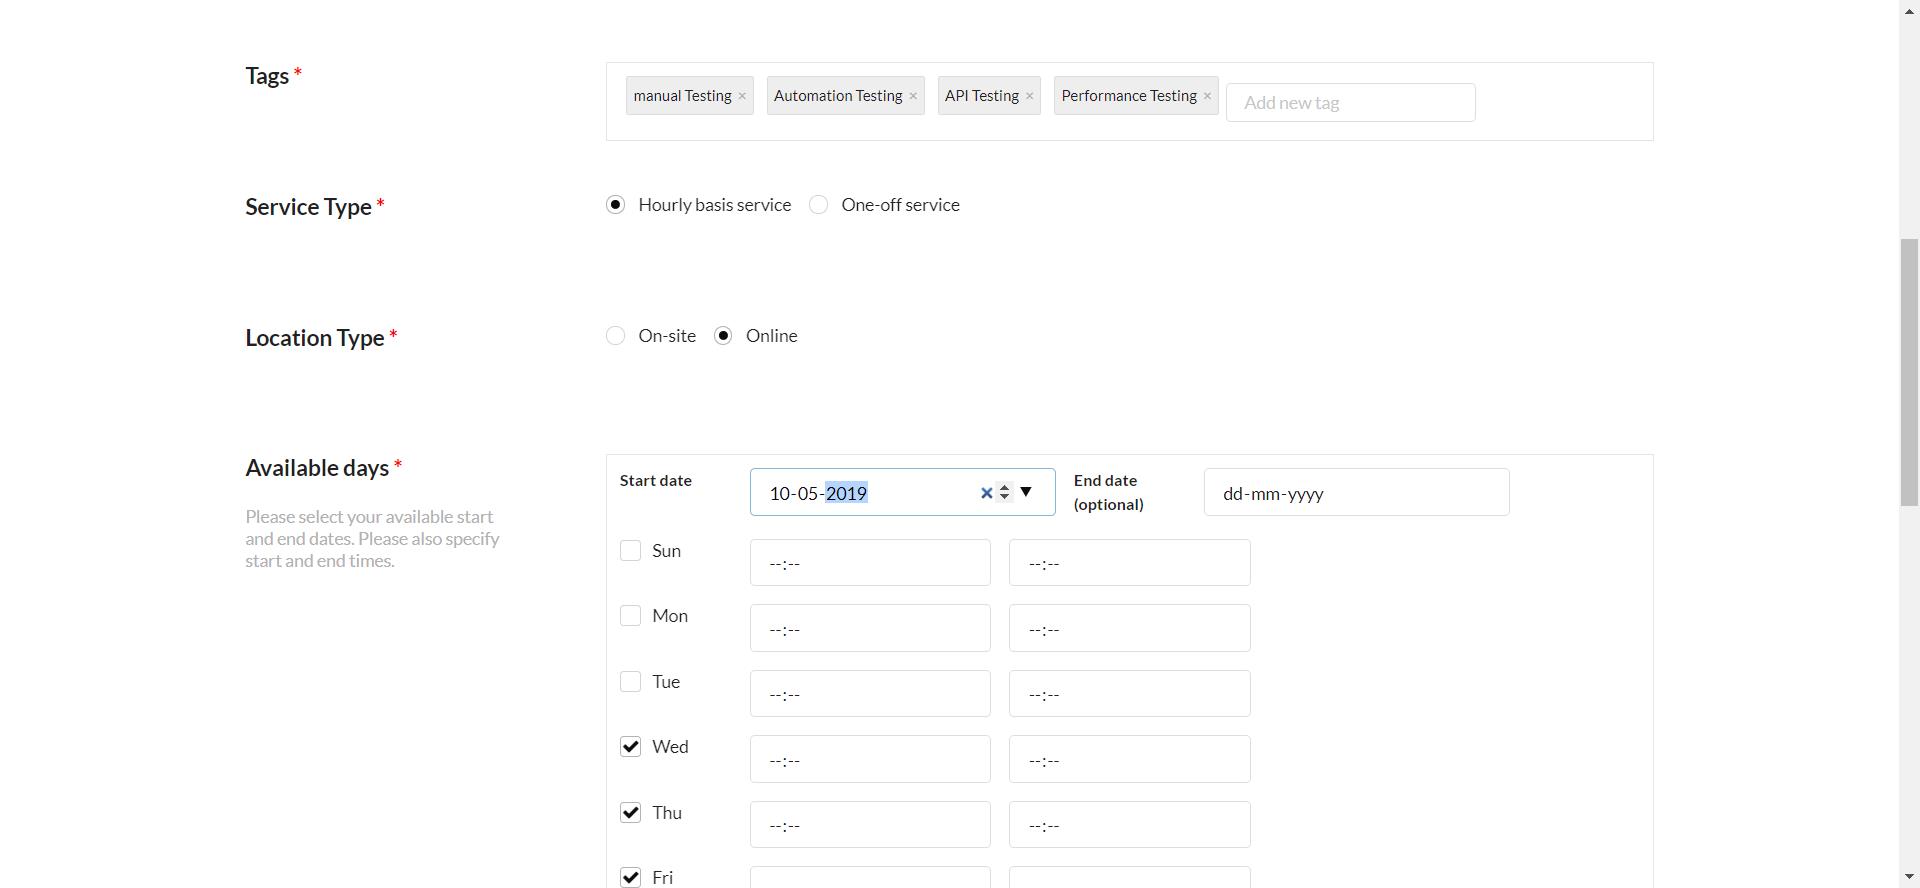 Tags *
manual Testing × Automation Testing × API Testing × Performance Testing × Add new tag
Service Type *
Hourly basis service One-off service
Location Type *
On-site Online
Available days *
Please select your available start
and end dates. Please also specify
start and end times.
Start date 10-05-2019 End date
(optional) dd-mm-yyyy
Sun --:-- --:--
Mon --:-- --:--
Tue --:-- --:--
Wed --:-- --:--
Thu --:-- --:--
Fri